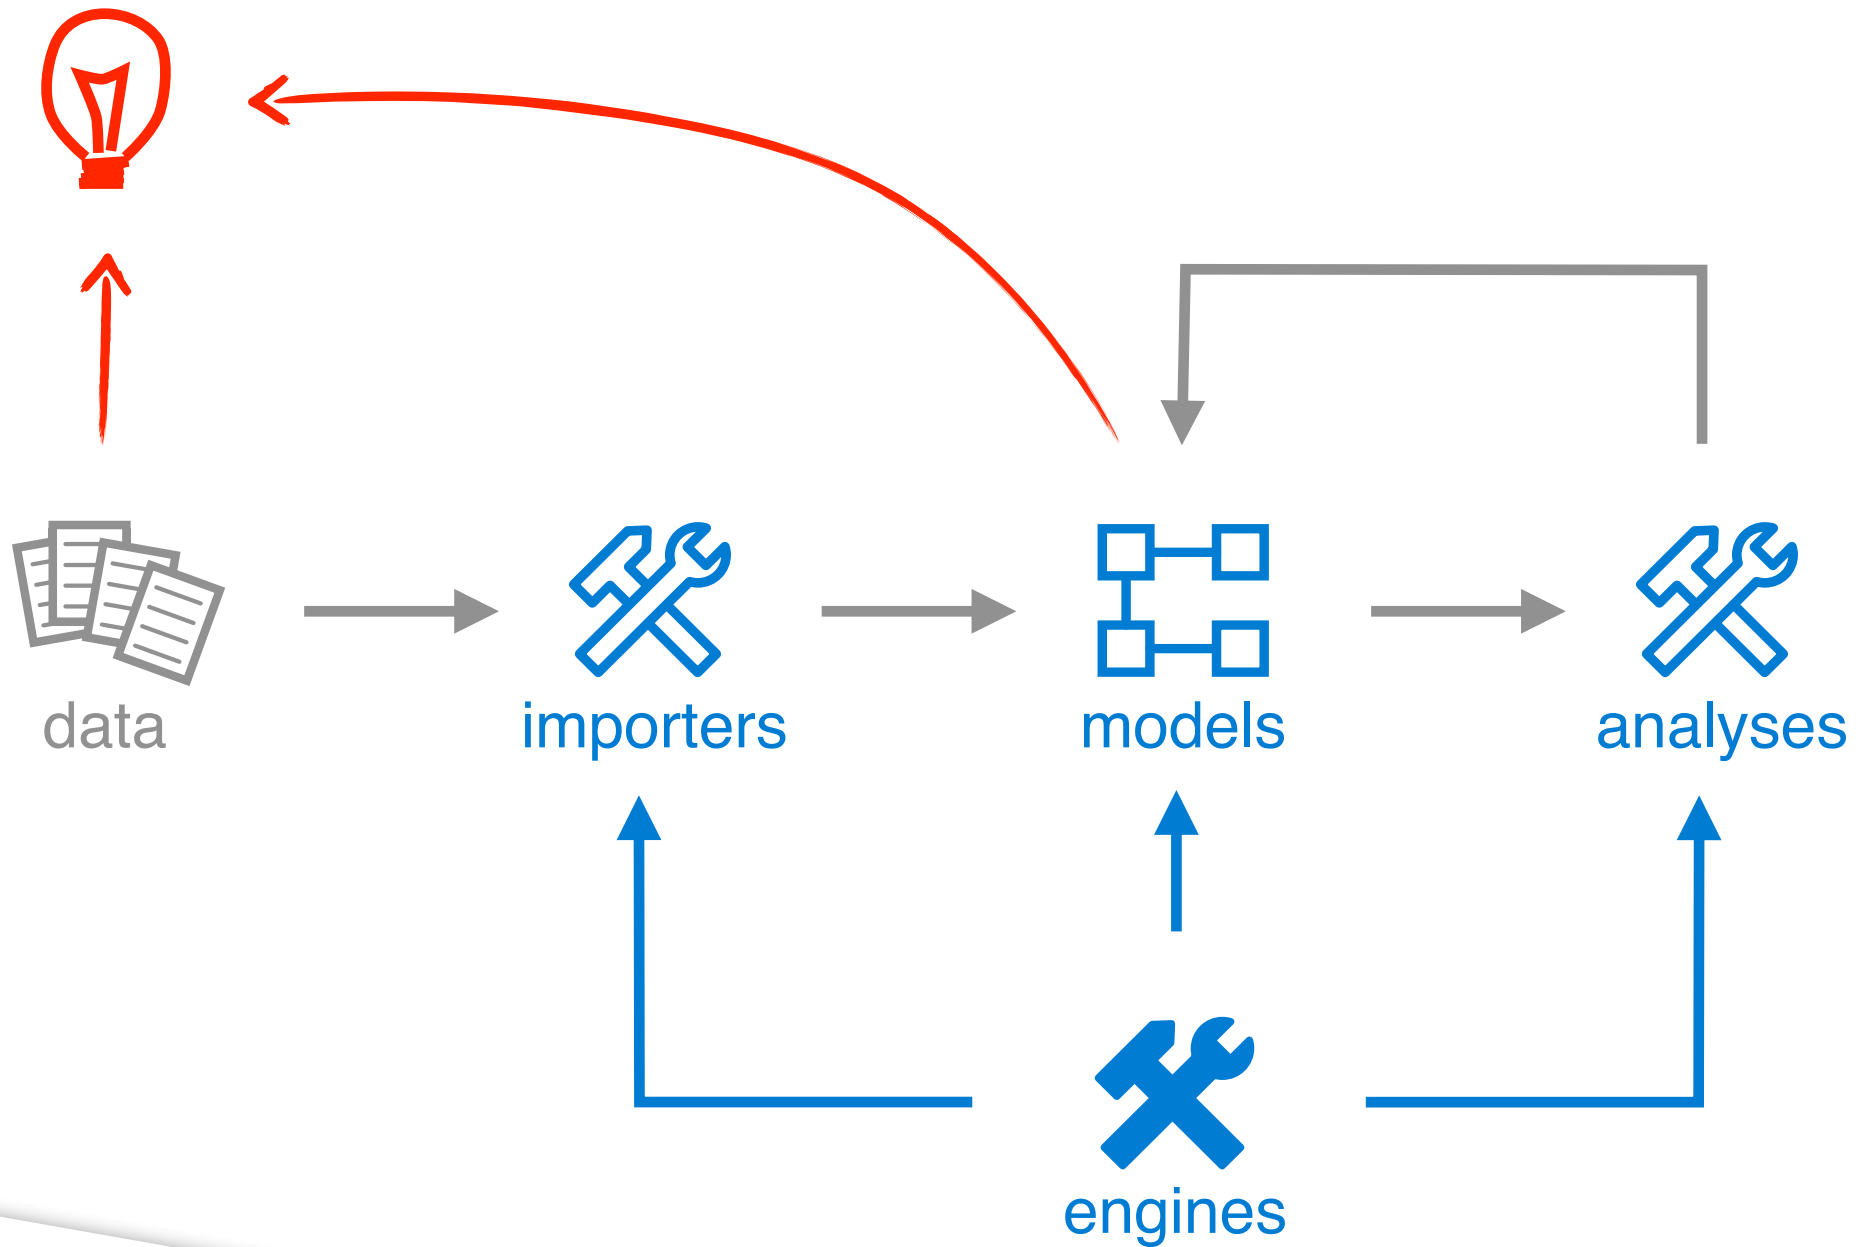 data
importers
models
analyses
engines